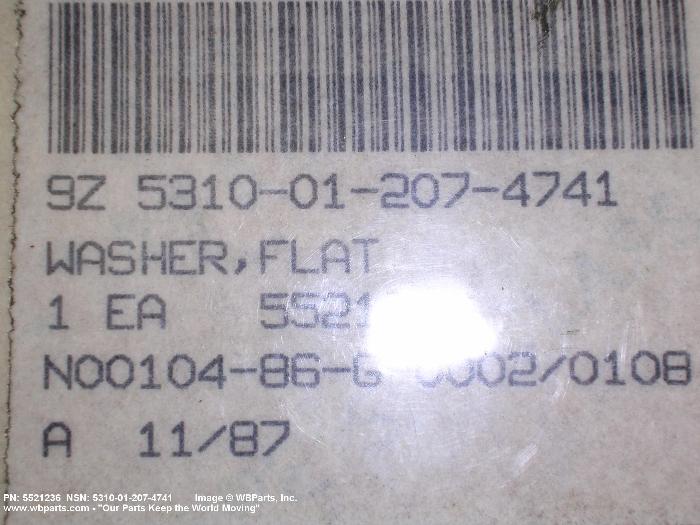 9Z 5310-01-207-4741
WASHER,FLAT
1 EA 5521
N00104-86-G 0002/0108
A 11/87
PN: 5521236 NSN: 5310-01-207-4741 Image © WBParts, Inc.
www.wbparts.com - "Our Parts Keep the World Moving"